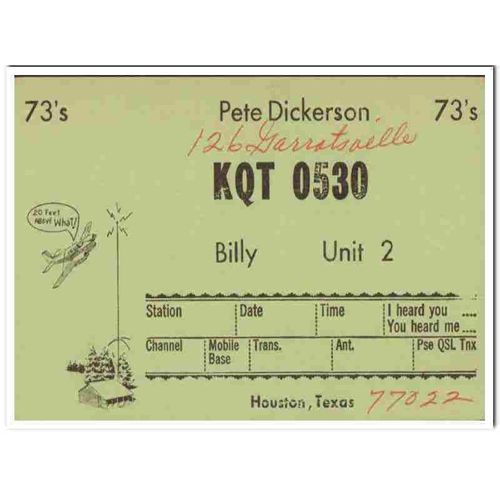 73's Pete Dickerson 73's
126 Garratsville
KQT 0530
20 FEET
ABOVE WHAT!
Billy Unit 2
Station Date Time I heard you ....
You heard me ....
Channel Mobile Base Trans. Ant. Pse QSL Tnx
Houston, Texas 77022